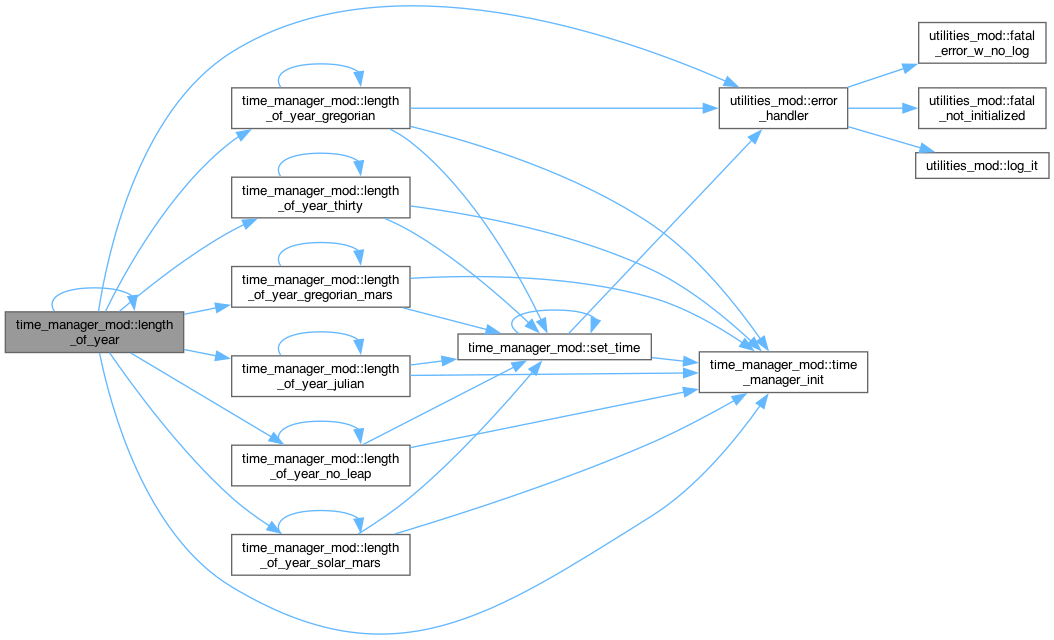 time_manager_mod::length
_of_year
time_manager_mod::length
_of_year_gregorian
time_manager_mod::length
_of_year_thirty
time_manager_mod::length
_of_year_gregorian_mars
time_manager_mod::length
_of_year_julian
time_manager_mod::length
_of_year_no_leap
time_manager_mod::length
_of_year_solar_mars
time_manager_mod::set_time
utilities_mod::error
_handler
time_manager_mod::time
_manager_init
utilities_mod::fatal
_error_w_no_log
utilities_mod::fatal
_not_initialized
utilities_mod::log_it